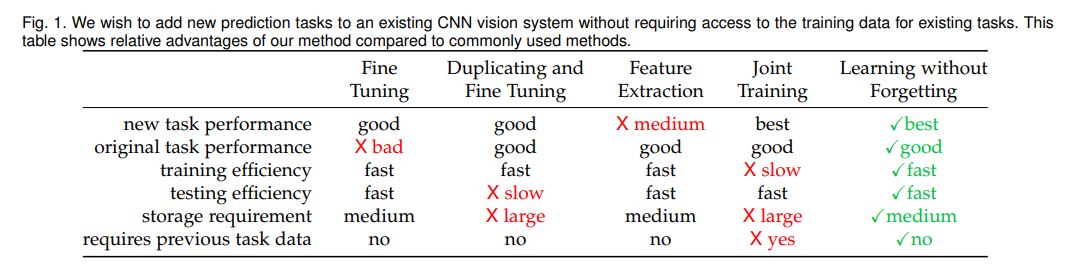 Fig. 1. We wish to add new prediction tasks to an existing CNN vision system without requiring access to the training data for existing tasks. This
table shows relative advantages of our method compared to commonly used methods.
Fine Duplicating and Feature Joint Learning without
Tuning Fine Tuning Extraction Training Forgetting
new task performance good good X medium best ✓best
original task performance X bad good good good ✓good
training efficiency fast fast fast X slow ✓fast
testing efficiency fast X slow fast fast ✓fast
storage requirement medium X large medium X large ✓medium
requires previous task data no no no X yes ✓no